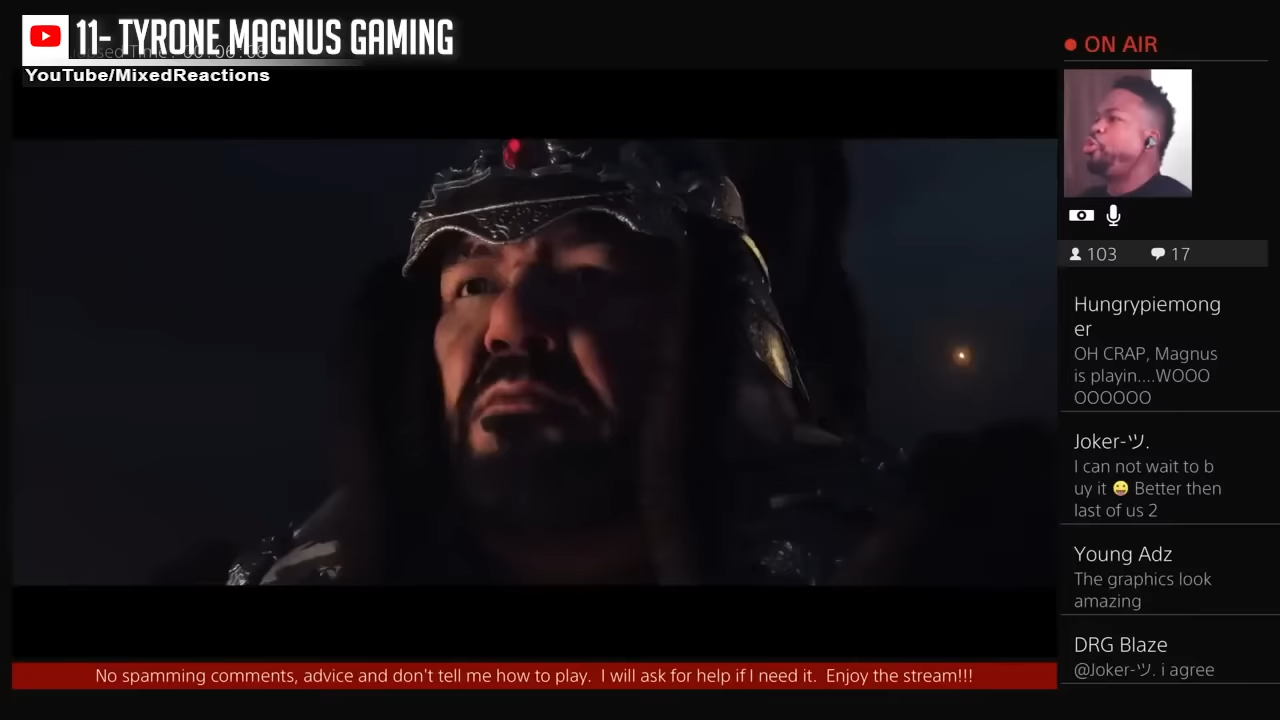 11- TYRONE MAGNUS GAMING
YouTube/MixedReactions
ON AIR
103 17
Hungrypiemong
er
OH CRAP, Magnus
is playin....WOOO
OOOOOO
Joker-ツ.
I can not wait to b
uy it 😀 Better then
last of us 2
Young Adz
The graphics look
amazing
DRG Blaze
@Joker-ツ. i agree
No spamming comments, advice and don't tell me how to play. I will ask for help if I need it. Enjoy the stream!!!